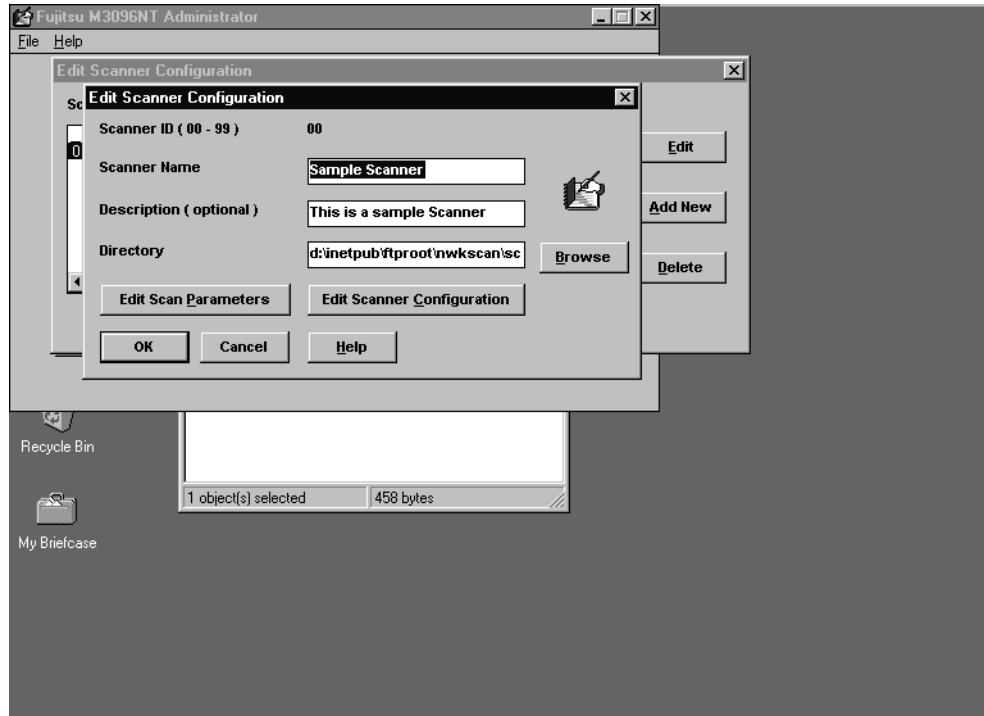 Fujitsu M3096NT Administrator
File Help
Edit Scanner Configuration
Sc
0
Edit
Add New
Delete
Edit Scanner Configuration
Scanner ID ( 00 - 99 ) 00
Scanner Name Sample Scanner
Description ( optional ) This is a sample Scanner
Directory d:\inetpub\ftproot\nwkscan\sc Browse
Edit Scan Parameters Edit Scanner Configuration
OK Cancel Help
Recycle Bin
1 object(s) selected 458 bytes
My Briefcase